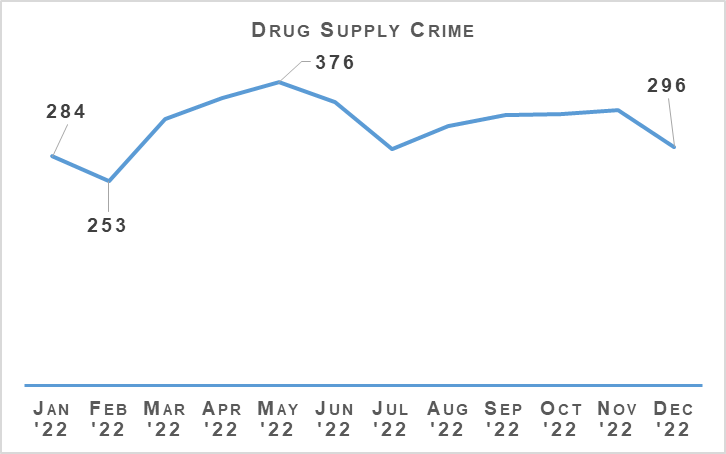 DRUG SUPPLY CRIME
376
296
284
253
JAN FEB MAR APR MAY JUN JUL AUG SEP OCT NOV DEC
'22 '22 '22 '22 '22 '22 '22 '22 '22 '22 '22 '22